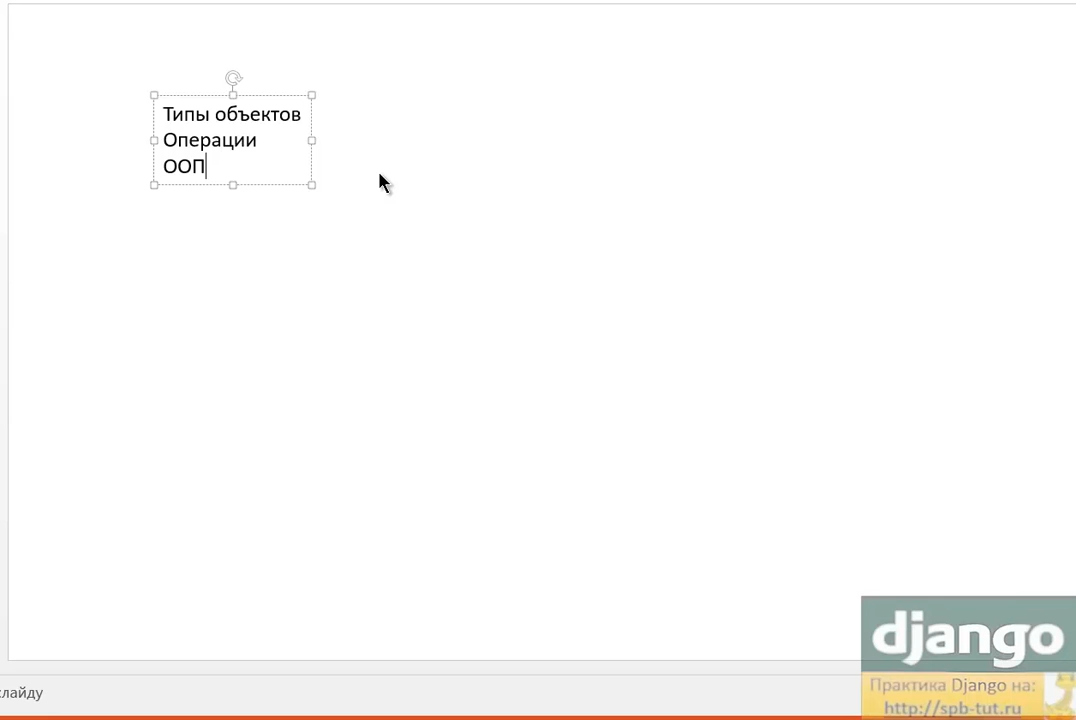 Типы объектов
Операции
ООП
django
Практика Django на:
http://spb-tut.ru
лайду